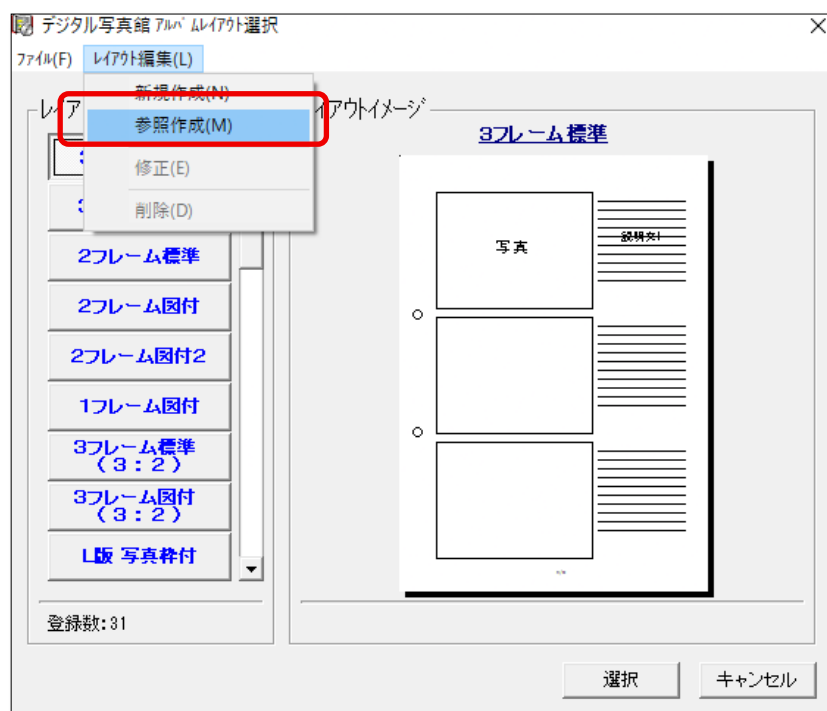 デジタル写真館 アルバムレイアウト選択
ファイル(F) レイアウト編集(L)
新規作成(N)
参照作成(M)
修正(E)
削除(D)
レイア
イアウトイメージ
3フレーム標準
3
3
2フレーム標準
2フレーム図付
2フレーム図付2
1フレーム図付
3フレーム標準
(3:2)
3フレーム図付
(3:2)
L版 写真枠付
写真
説明文1
登録数:31
選択 キャンセル